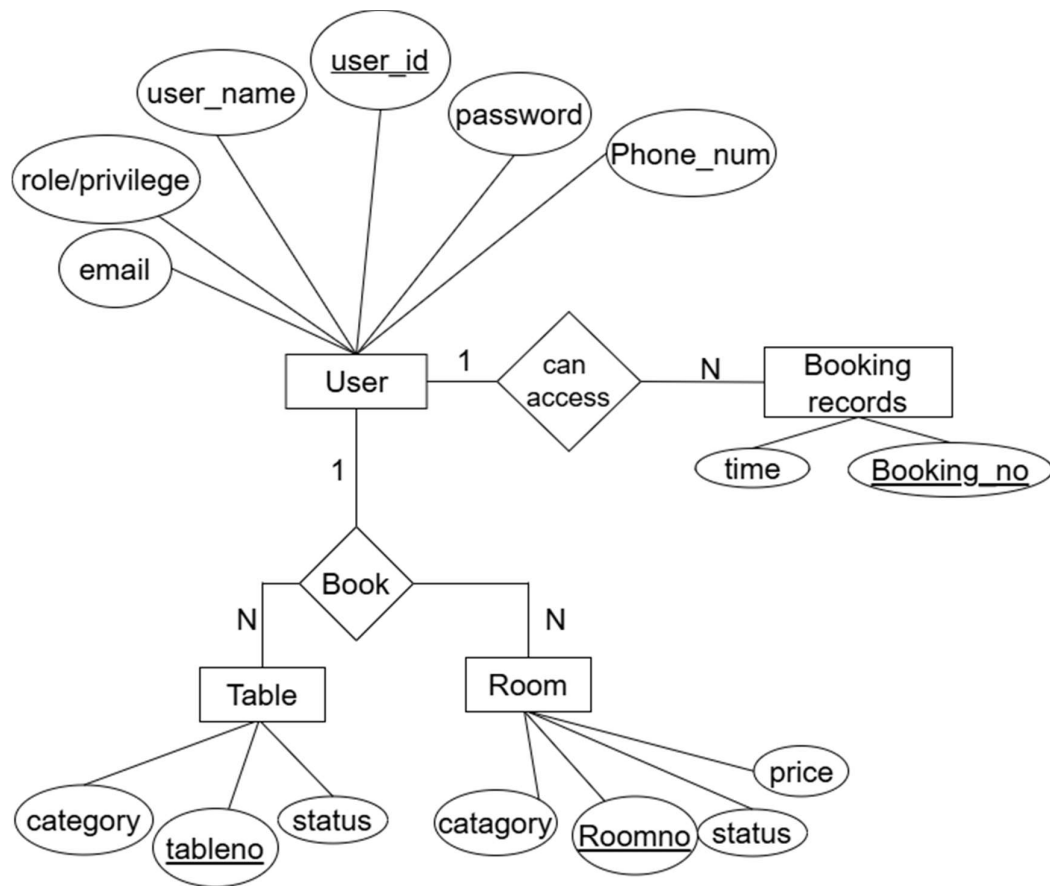 user_id
user_name
password
Phone_num
role/privilege
email
User
1
can
access
N
Booking
records
time
Booking_no
1
Book
N
N
Table
Room
category
tableno
status
catagory
Roomno
status
price